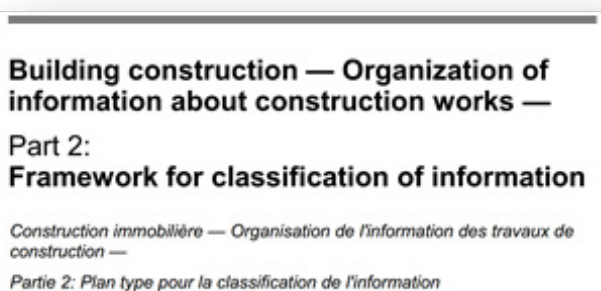 Building construction — Organization of
information about construction works —
Part 2:
Framework for classification of information
Construction immobilière — Organisation de l'information des travaux de
construction —
Partie 2: Plan type pour la classification de l'information